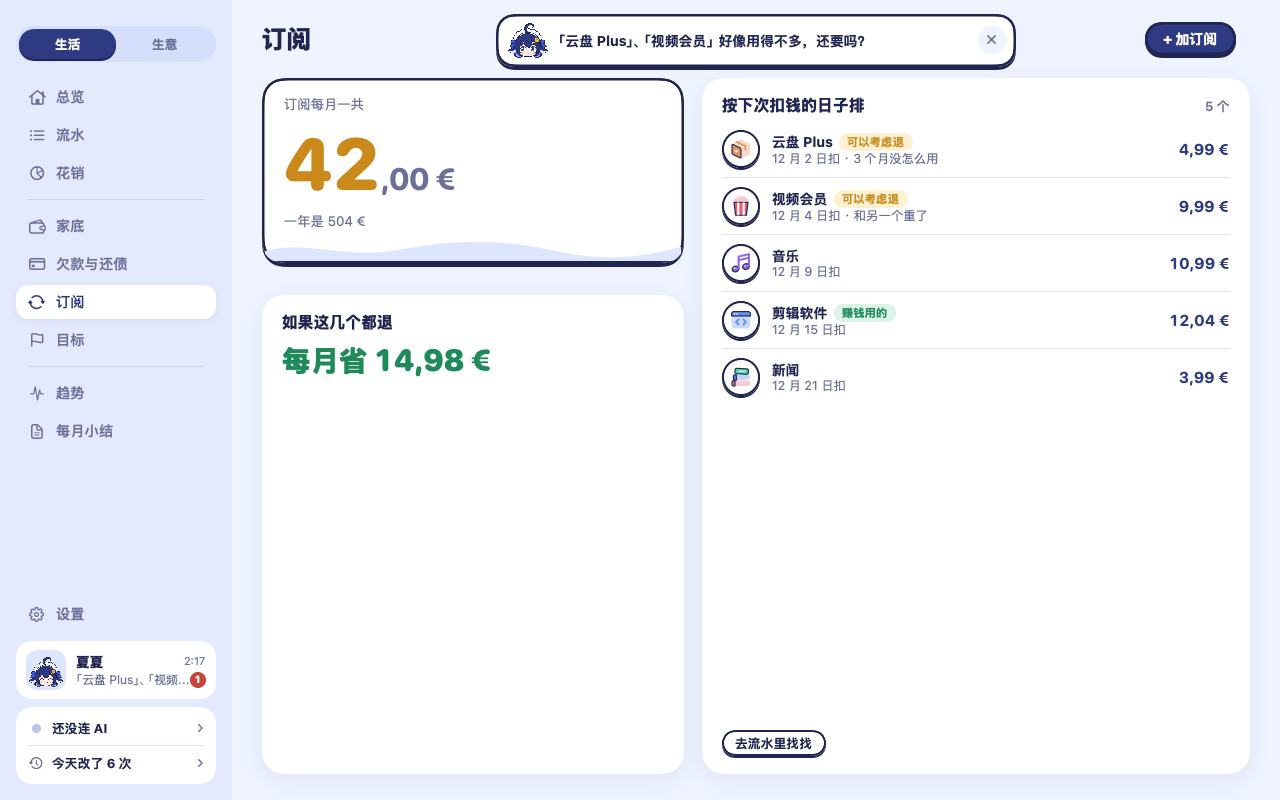 生活
生意
总览
流水
花销
家底
欠款与还债
订阅
目标
趋势
每月小结
设置
夏夏
2:17
「云盘 Plus」、「视频...
1
还没连 AI
今天改了 6 次
订阅
「云盘 Plus」、「视频会员」好像用得不多，还要吗?
+ 加订阅
订阅每月一共
42,00 €
一年是 504 €
如果这几个都退
每月省 14,98 €
按下次扣钱的日子排
5 个
云盘 Plus 可以考虑退
12 月 2 日扣 · 3 个月没怎么用
4,99 €
视频会员 可以考虑退
12 月 4 日扣 · 和另一个重了
9,99 €
音乐
12 月 9 日扣
10,99 €
剪辑软件 赚钱用的
12 月 15 日扣
12,04 €
新闻
12 月 21 日扣
3,99 €
去流水里找找